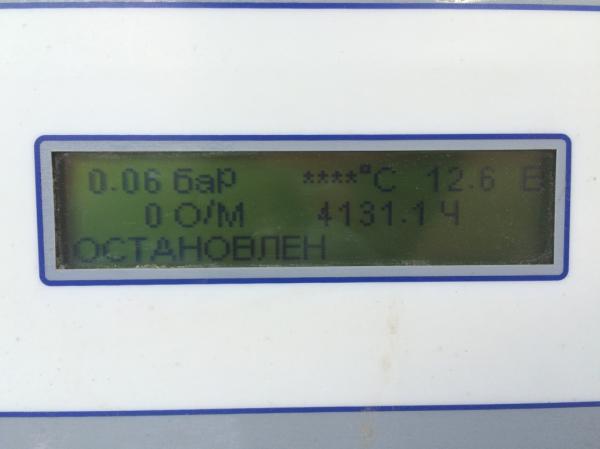 0.06 бар ****°C 12.6 В
0 О/М 4131.1 Ч
ОСТАНОВЛЕН